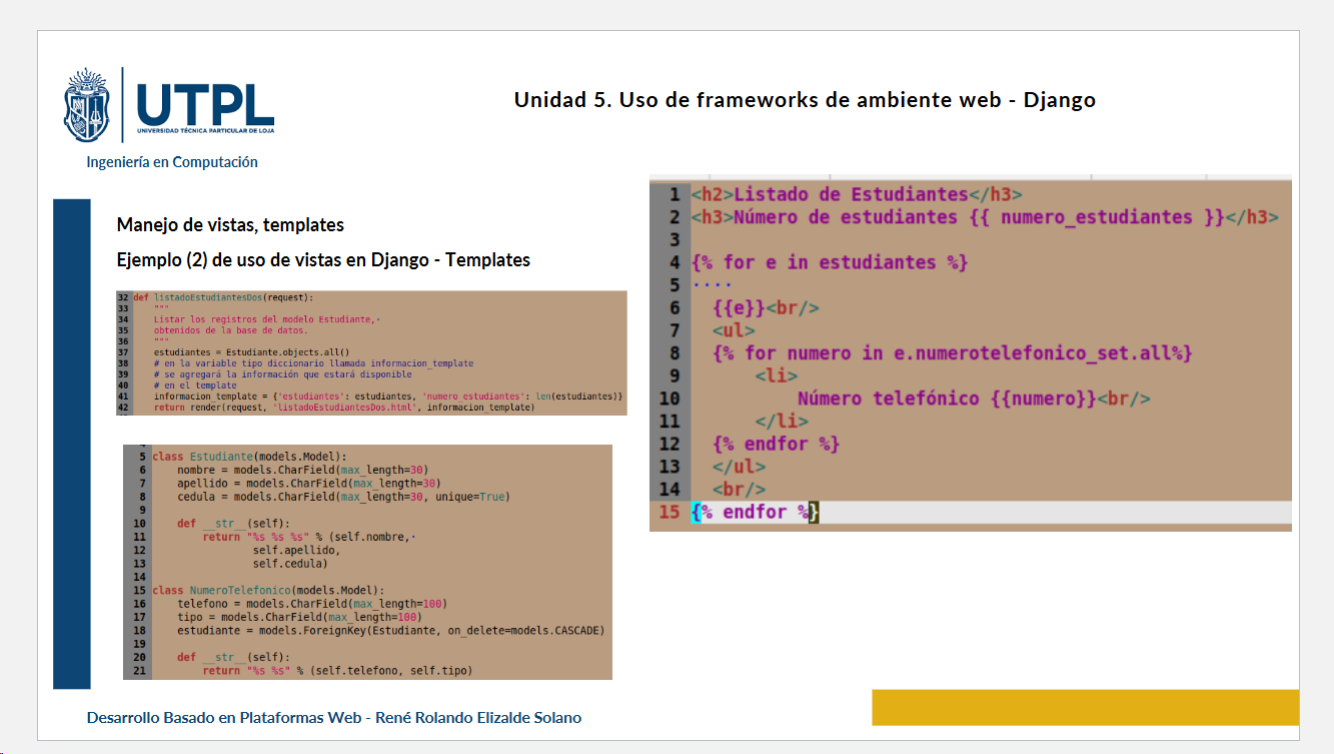 UTPL
UNIVERSIDAD TÉCNICA PARTICULAR DE LOJA
Ingeniería en Computación
Unidad 5. Uso de frameworks de ambiente web - Django
Manejo de vistas, templates
Ejemplo (2) de uso de vistas en Django - Templates
32 def listadoEstudiantesDos(request):
33     """
34     Listar los registros del modelo Estudiante,·
35     obtenidos de la base de datos.
36     """
37     estudiantes = Estudiante.objects.all()
38     # en la variable tipo diccionario llamada informacion_template
39     # se agregará la información que estará disponible
40     # en el template
41     informacion_template = {'estudiantes': estudiantes, 'numero_estudiantes': len(estudiantes)}
42     return render(request, 'listadoEstudiantesDos.html', informacion_template)
5 class Estudiante(models.Model):
6     nombre = models.CharField(max_length=30)
7     apellido = models.CharField(max_length=30)
8     cedula = models.CharField(max_length=30, unique=True)
9
10     def __str__(self):
11         return "%s %s %s" % (self.nombre,·
12                 self.apellido,
13                 self.cedula)
14
15 class NumeroTelefonico(models.Model):
16     telefono = models.CharField(max_length=100)
17     tipo = models.CharField(max_length=100)
18     estudiante = models.ForeignKey(Estudiante, on_delete=models.CASCADE)
19
20     def __str__(self):
21         return "%s %s" % (self.telefono, self.tipo)
1 <h2>Listado de Estudiantes</h3>
2 <h3>Número de estudiantes {{ numero_estudiantes }}</h3>
3
4 {% for e in estudiantes %}
5 ····
6   {{e}}<br/>
7   <ul>
8   {% for numero in e.numerotelefonico_set.all%}
9       <li>
10           Número telefónico {{numero}}<br/>
11       </li>
12   {% endfor %}
13   </ul>
14   <br/>
15 {% endfor %}
Desarrollo Basado en Plataformas Web - René Rolando Elizalde Solano